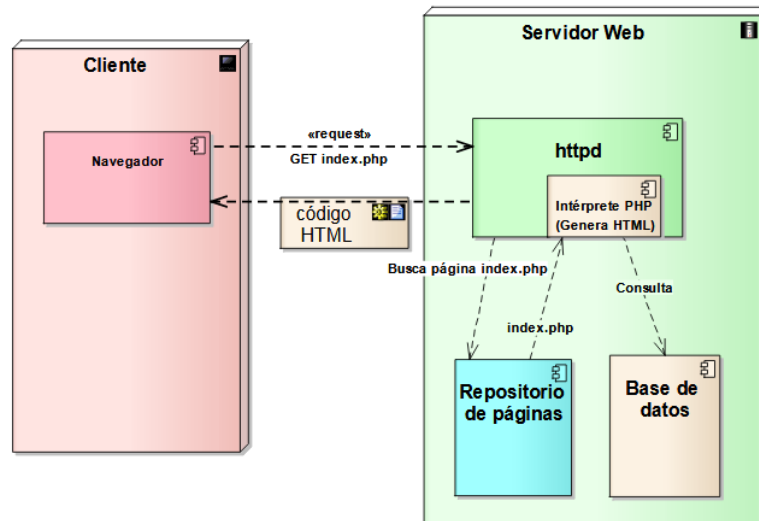 Servidor Web
Cliente
«request»
Navegador
GET index.php
httpd
código
HTML
Intérprete PHP
(Genera HTML)
Busca página index.php
Consulta
index.php
Repositorio
de páginas
Base de
datos